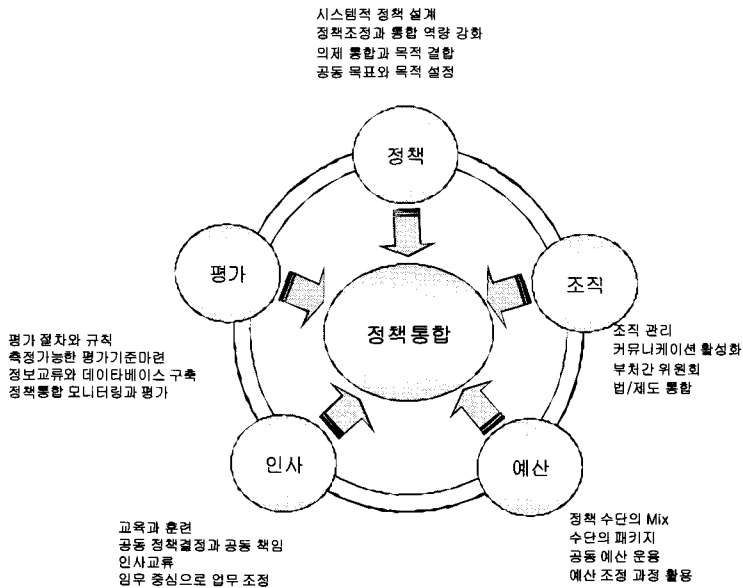 시스템적 정책 설계
정책조정과 통합 역량 강화
의제 통합과 목적 결합
공동 목표와 목적 설정
정책
평가
조직
정책통합
평가 절차와 규칙
측정가능한 평가기준마련
정보교류와 데이타베이스 구축
정책통합 모니터링과 평가
조직 관리
커뮤니케이션 활성화
부처간 위원회
법/제도 통합
인사
예산
교육과 훈련
공동 정책결정과 공동 책임
인사교류
임무 중심으로 업무 조정
정책 수단의 Mix
수단의 패키지
공동 예산 운용
예산 조정 과정 활용